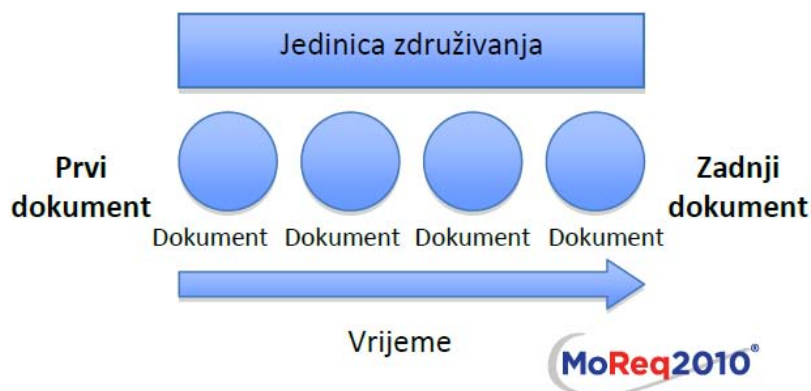 Jedinica združivanja
Prvi
dokument
Zadnji
dokument
Dokument Dokument Dokument Dokument
Vrijeme
MoReq2010®